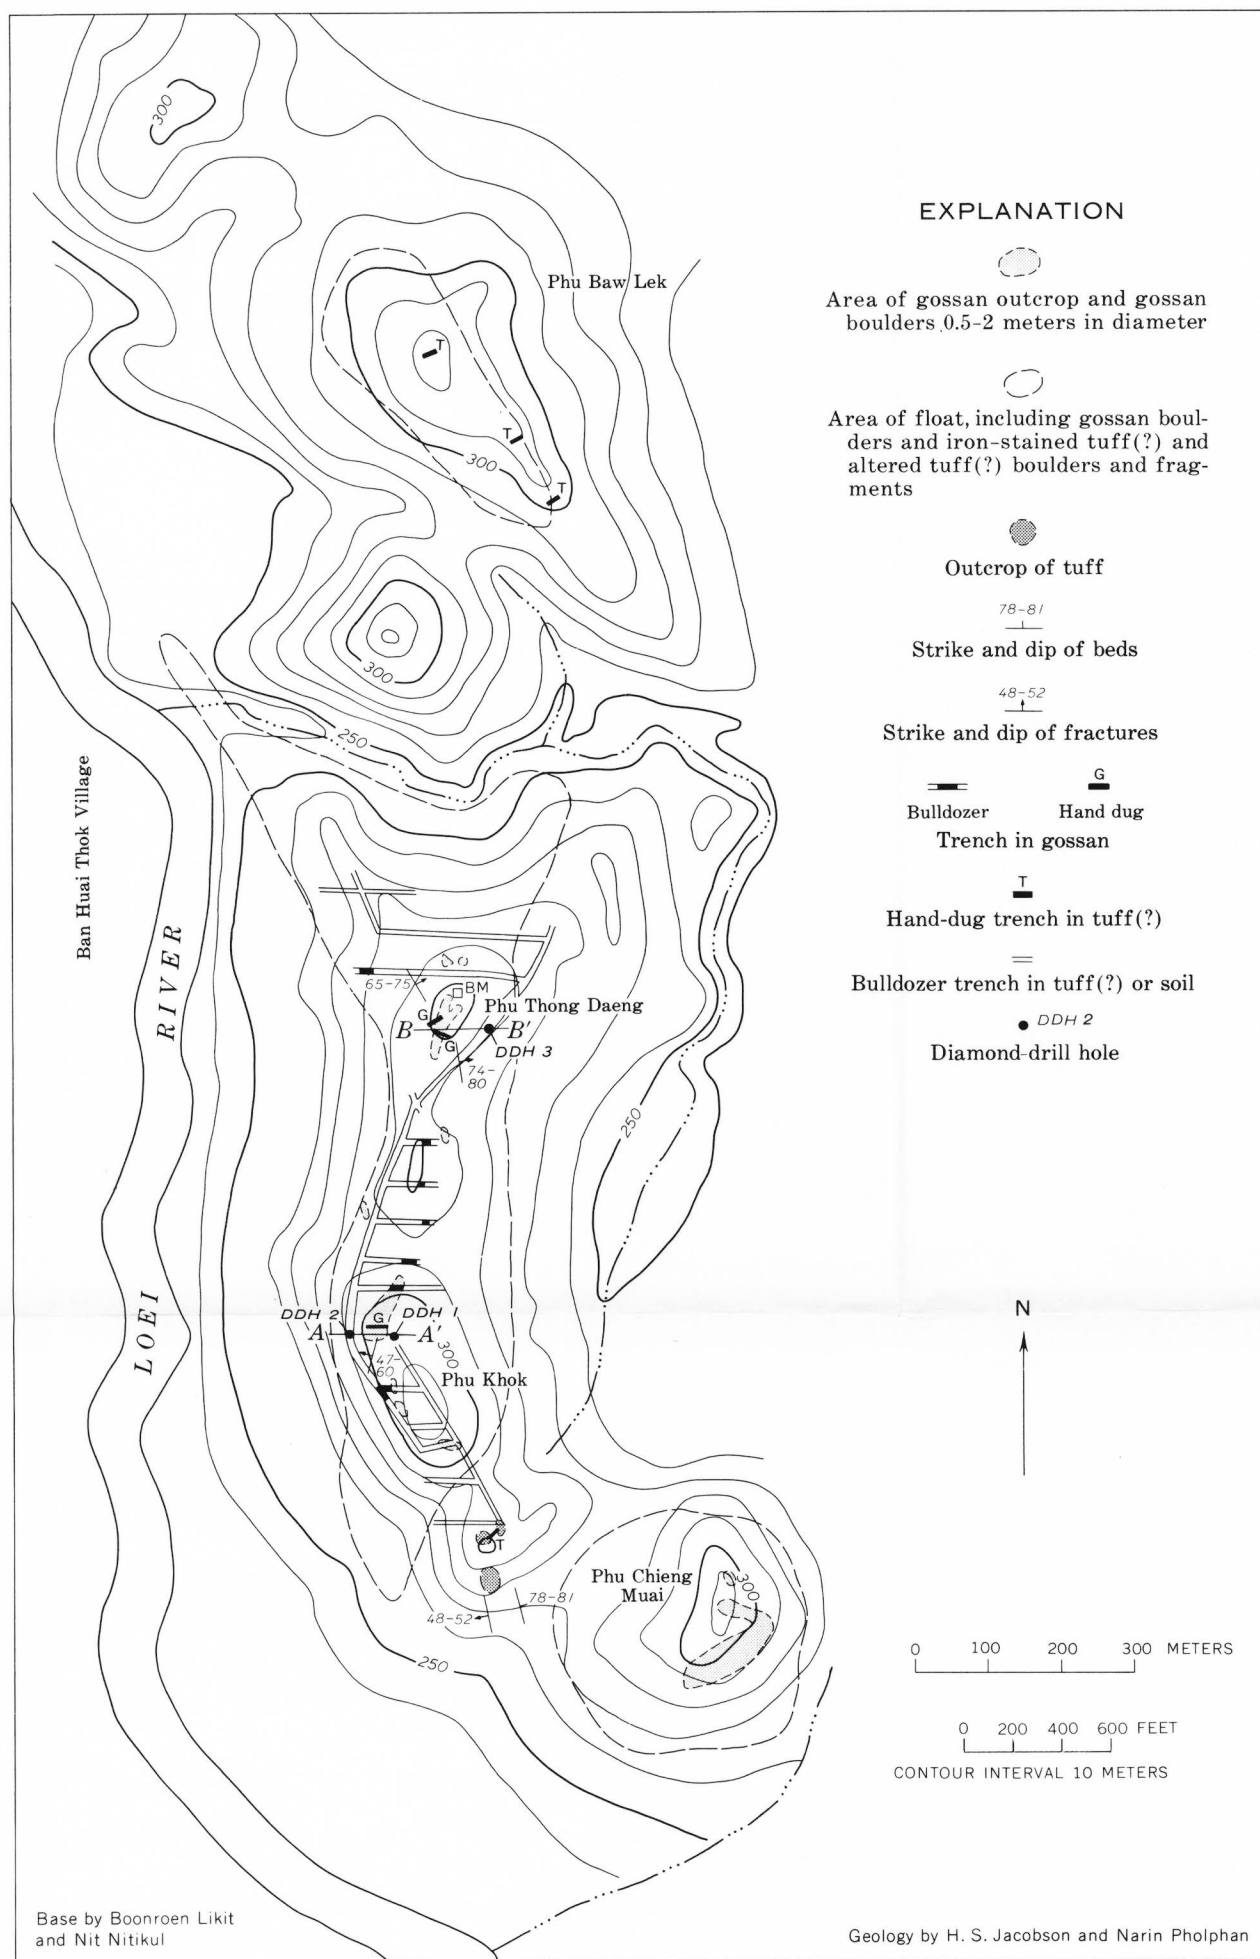 300
Phu Baw Lek
T
T
300
T
300
250
Ban Huai Thok Village
RIVER
LOEI
65-75
BM
Phu Thong Daeng
G
B
B'
G
DDH 3
74-
80
250
DDH 2
G
DDH 1
A
A'
300
47-
60
Phu Khok
T
Phu Chieng
Muai
300
78-81
48-52
250
EXPLANATION
Area of gossan outcrop and gossan
boulders 0.5-2 meters in diameter
Area of float, including gossan boul-
ders and iron-stained tuff(?) and
altered tuff(?) boulders and frag-
ments
Outcrop of tuff
78-81
Strike and dip of beds
48-52
Strike and dip of fractures
G
Bulldozer Hand dug
Trench in gossan
T
Hand-dug trench in tuff(?)
Bulldozer trench in tuff(?) or soil
DDH 2
Diamond-drill hole
N
0 100 200 300 METERS
0 200 400 600 FEET
CONTOUR INTERVAL 10 METERS
Base by Boonroen Likit
and Nit Nitikul
Geology by H. S. Jacobson and Narin Pholphan